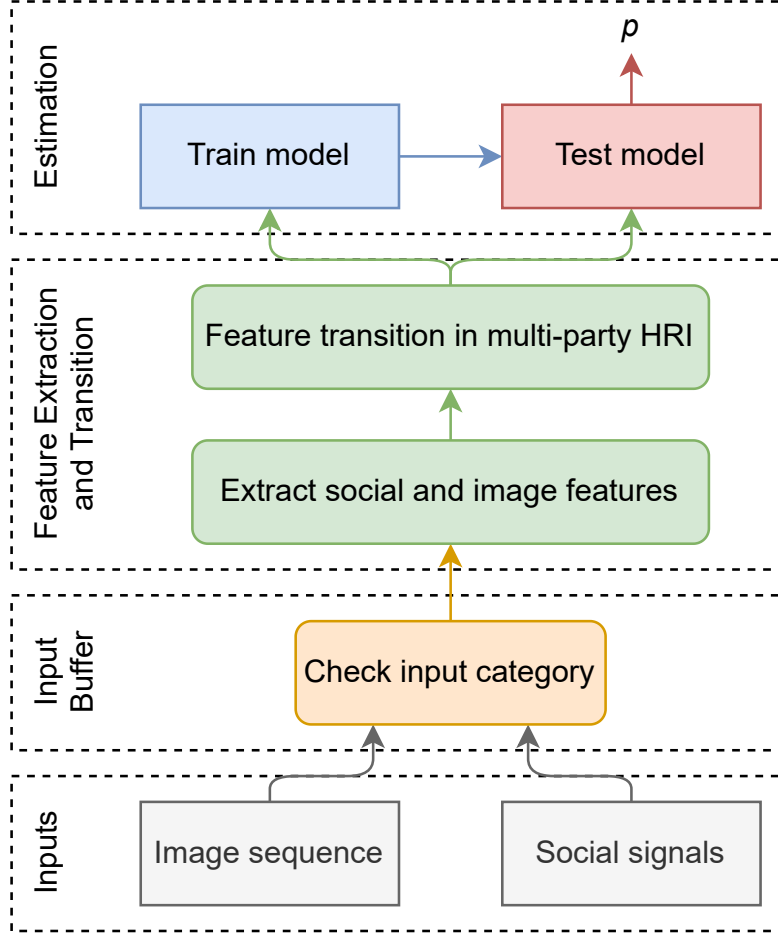 p
Estimation
Train model
Test model
Feature Extraction
and Transition
Feature transition in multi-party HRI
Extract social and image features
Input
Buffer
Check input category
Inputs
Image sequence
Social signals